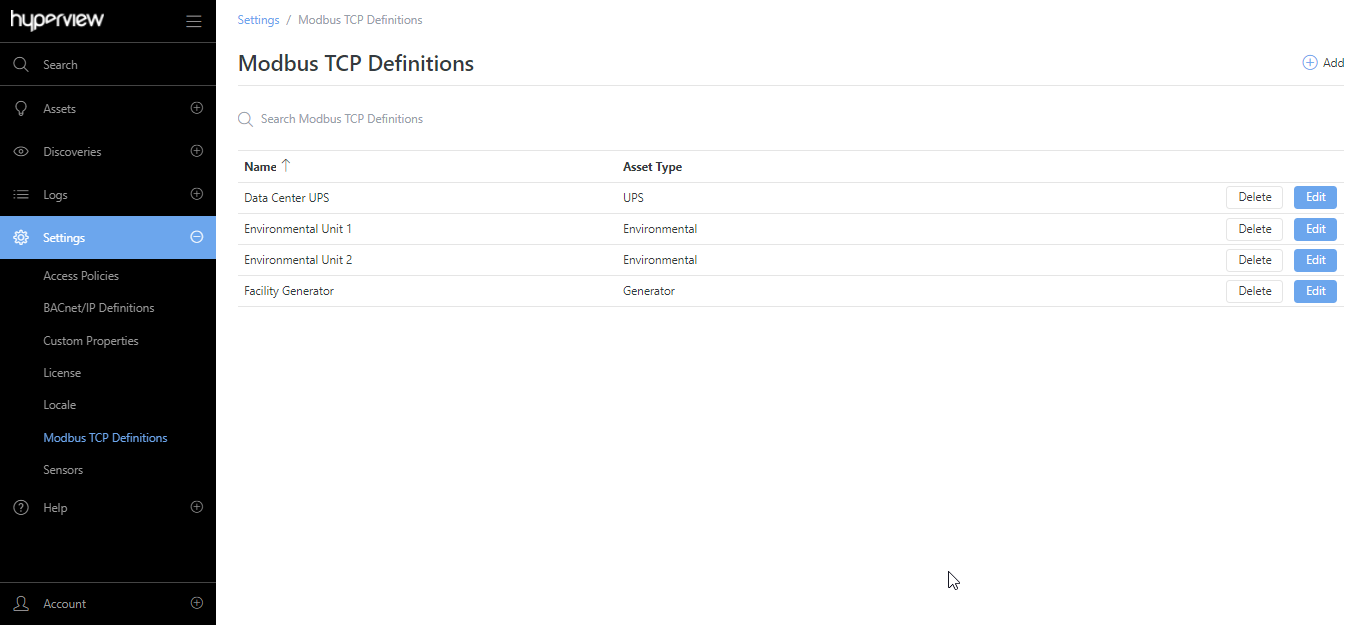 hyperview
Search
Assets
Discoveries
Logs
Settings
Access Policies
BACnet/IP Definitions
Custom Properties
License
Locale
Modbus TCP Definitions
Sensors
Help
Account
Settings / Modbus TCP Definitions
Modbus TCP Definitions
Add
Search Modbus TCP Definitions
Name Asset Type
Data Center UPS UPS Delete Edit
Environmental Unit 1 Environmental Delete Edit
Environmental Unit 2 Environmental Delete Edit
Facility Generator Generator Delete Edit